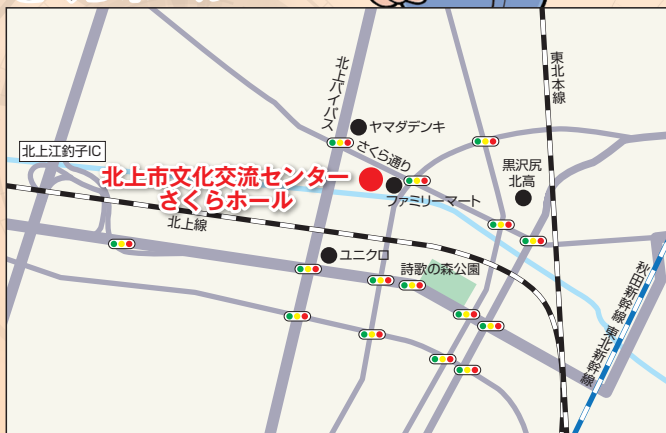 北上バイパス
東北本線
ヤマダデンキ
さくら通り
北上江釣子IC
黒沢尻
北高
北上市文化交流センター
さくらホール
ファミリーマート
北上線
ユニクロ
詩歌の森公園
秋田新幹線
東北新幹線